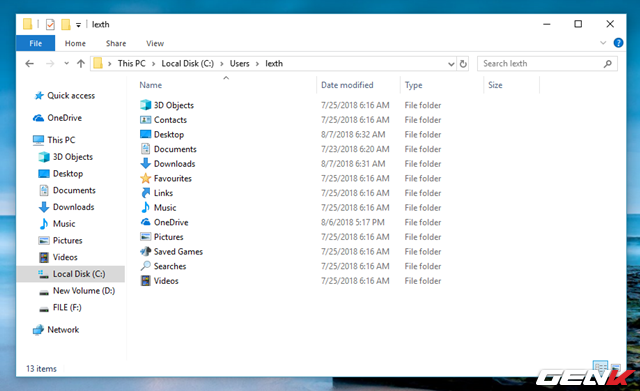 lexth
File Home Share View
This PC > Local Disk (C:) > Users > lexth Search lexth
Name Date modified Type Size
Quick access
OneDrive
This PC
3D Objects
Desktop
Documents
Downloads
Music
Pictures
Videos
Local Disk (C:)
New Volume (D:)
FILE (F:)
Network
3D Objects 7/25/2018 6:16 AM File folder
Contacts 7/25/2018 6:16 AM File folder
Desktop 8/7/2018 6:32 AM File folder
Documents 7/23/2018 6:20 AM File folder
Downloads 8/7/2018 6:31 AM File folder
Favourites 7/25/2018 6:16 AM File folder
Links 7/25/2018 6:16 AM File folder
Music 7/25/2018 6:16 AM File folder
OneDrive 8/6/2018 5:17 PM File folder
Pictures 7/25/2018 6:16 AM File folder
Saved Games 7/25/2018 6:16 AM File folder
Searches 7/25/2018 6:16 AM File folder
Videos 7/25/2018 6:16 AM File folder
13 items
GENK